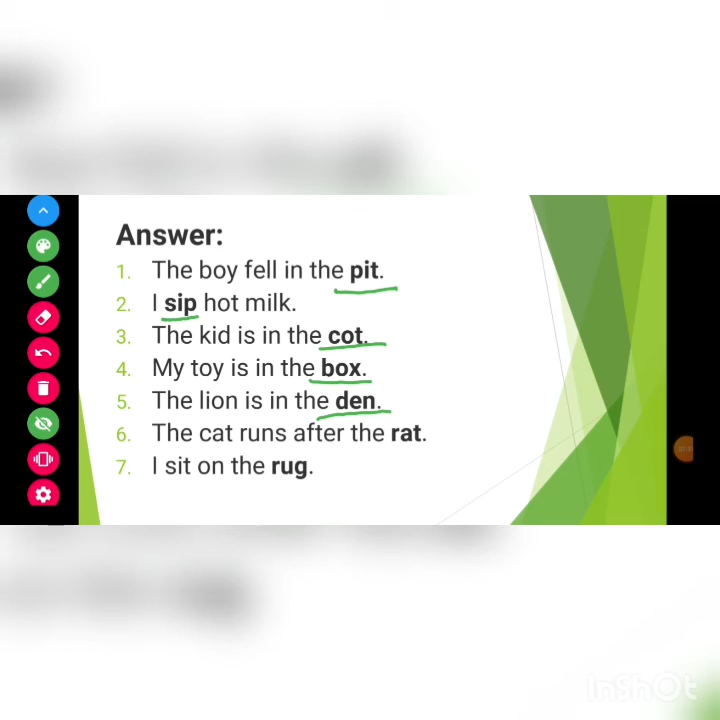 Answer:
1. The boy fell in the pit.
2. I sip hot milk.
3. The kid is in the cot.
4. My toy is in the box.
5. The lion is in the den.
6. The cat runs after the rat.
7. I sit on the rug.
InShOt